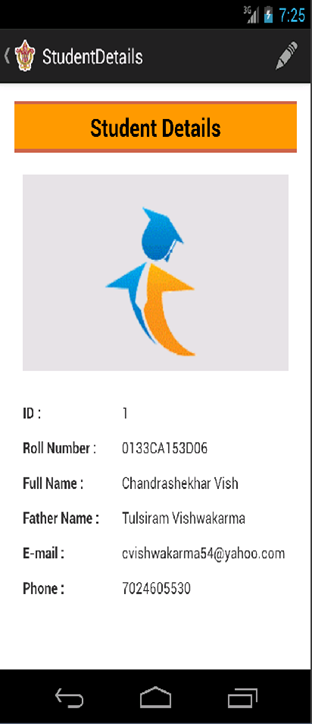 3G 7:25
StudentDetails
Student Details
ID : 1
Roll Number : 0133CA153D06
Full Name : Chandrashekhar Vish
Father Name : Tulsiram Vishwakarma
E-mail : cvishwakarma54@yahoo.com
Phone : 7024605530